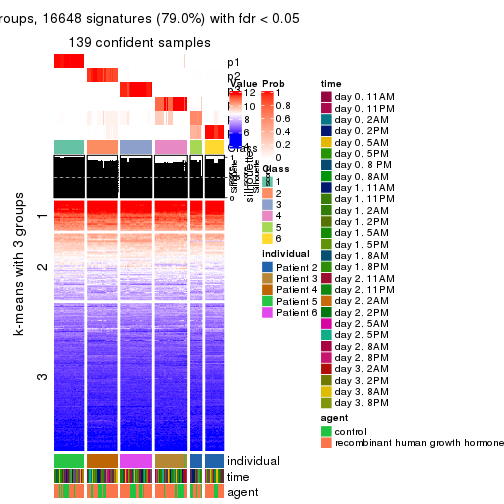 roups, 16648 signatures (79.0%) with fdr < 0.05
139 confident samples
p1
p2
k-means with 3 groups
1
2
3
Value
12
10
8
6
Prob
1
0.8
0.6
0.4
0.2
0
Class
1
2
3
4
5
6
individual
Patient 2
Patient 3
Patient 4
Patient 5
Patient 6
time
day 0. 11AM
day 0. 11PM
day 0. 2AM
day 0. 2PM
day 0. 5AM
day 0. 5PM
day 0. 8 PM
day 0. 8AM
day 1. 11AM
day 1. 11PM
day 1. 2AM
day 1. 2PM
day 1. 5AM
day 1. 5PM
day 1. 8AM
day 1. 8PM
day 2. 11AM
day 2. 11PM
day 2. 2AM
day 2. 2PM
day 2. 5AM
day 2. 5PM
day 2. 8AM
day 2. 8PM
day 3. 2AM
day 3. 2PM
day 3. 8AM
day 3. 8PM
agent
control
recombinant human growth hormone
individual
time
agent